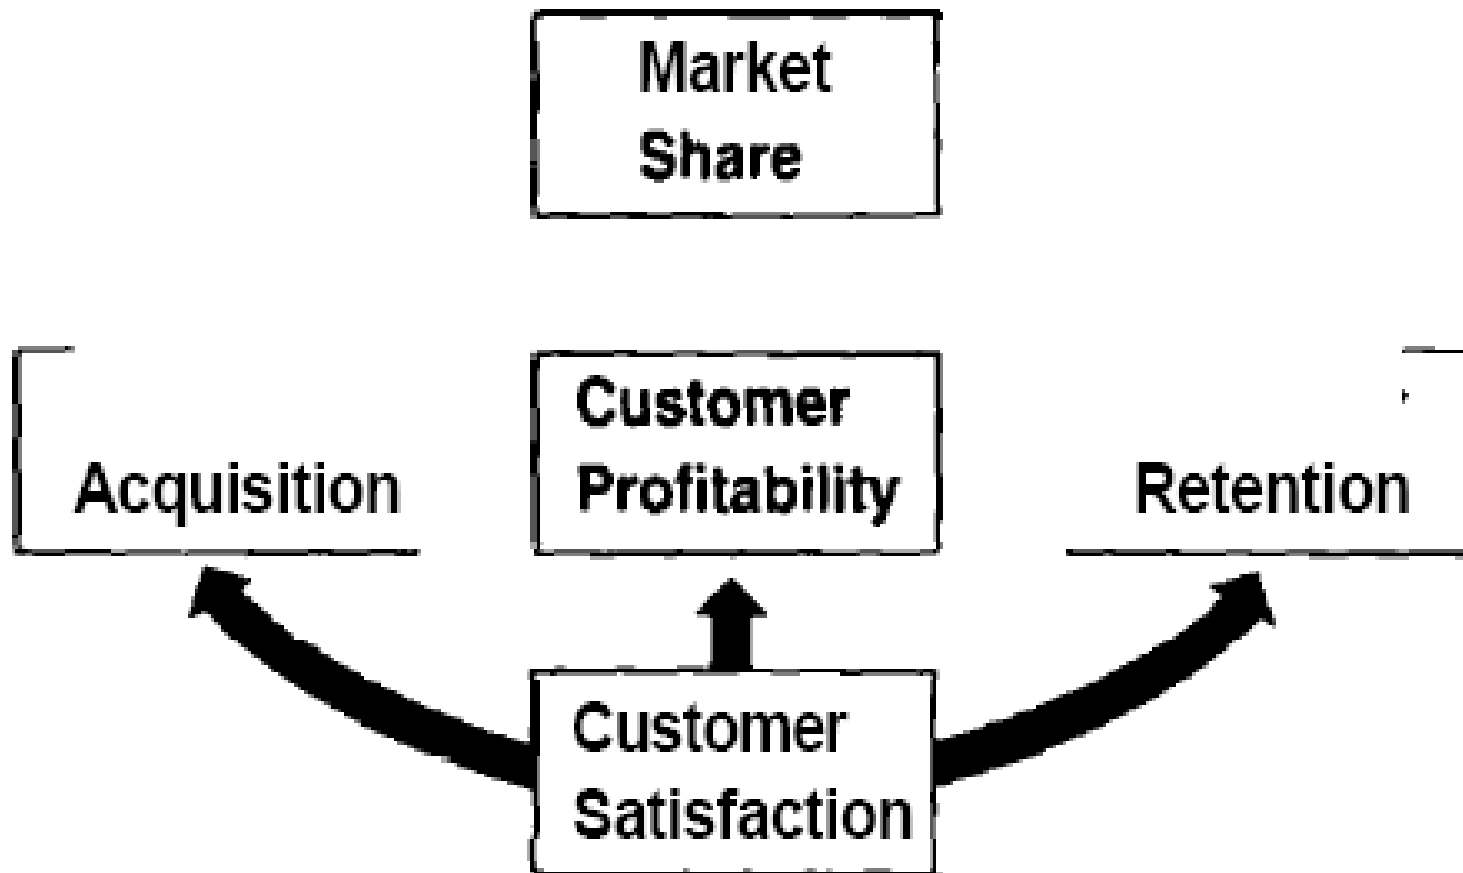 Market
Share
Customer
Profitability
Acquisition
Retention
Customer
Satisfaction